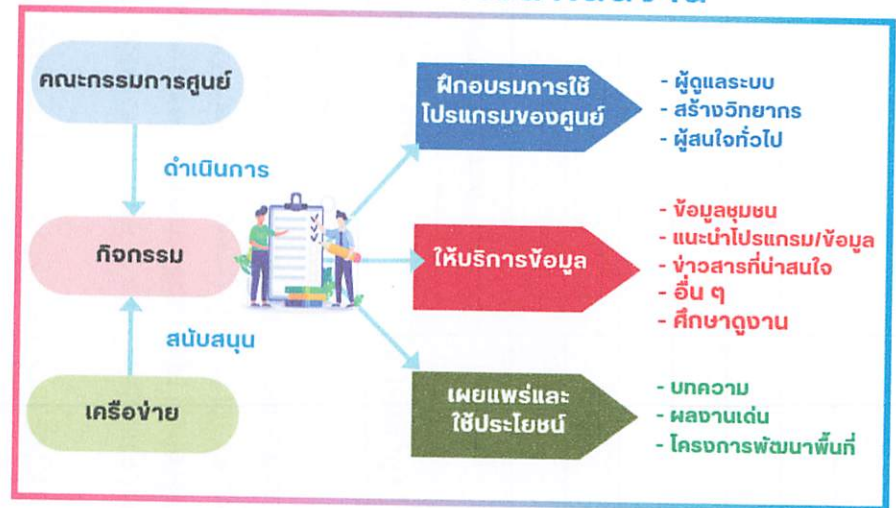 คณะกรรมการศูนย์
ดำเนินการ
กิจกรรม
สนับสนุน
เครือข่าย
ฝึกอบรมการใช้
โปรแกรมของศูนย์
- ผู้ดูแลระบบ
- สร้างวิทยากร
- ผู้สนใจทั่วไป
ให้บริการข้อมูล
- ข้อมูลชุมชน
- แนะนำโปรแกรม/ข้อมูล
- ข่าวสารที่น่าสนใจ
- อื่น ๆ
- ศึกษาดูงาน
เผยแพร่และ
ใช้ประโยชน์
- บทความ
- ผลงานเด่น
- โครงการพัฒนาพื้นที่